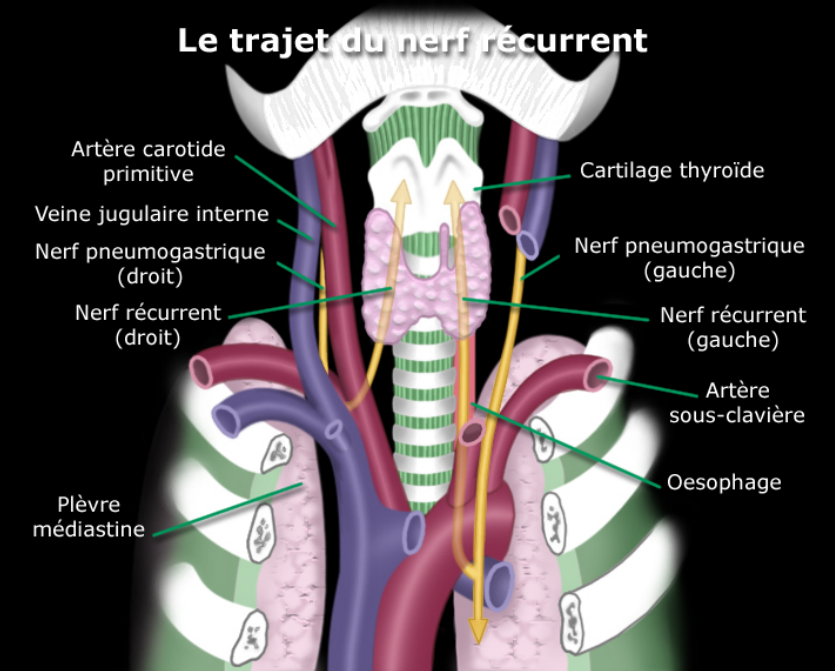 Le trajet du nerf récurrent
Artère carotide
primitive
Veine jugulaire interne
Nerf pneumogastrique
(droit)
Nerf récurrent
(droit)
Plèvre
médiastine
Cartilage thyroïde
Nerf pneumogastrique
(gauche)
Nerf récurrent
(gauche)
Artère
sous-clavière
Oesophage